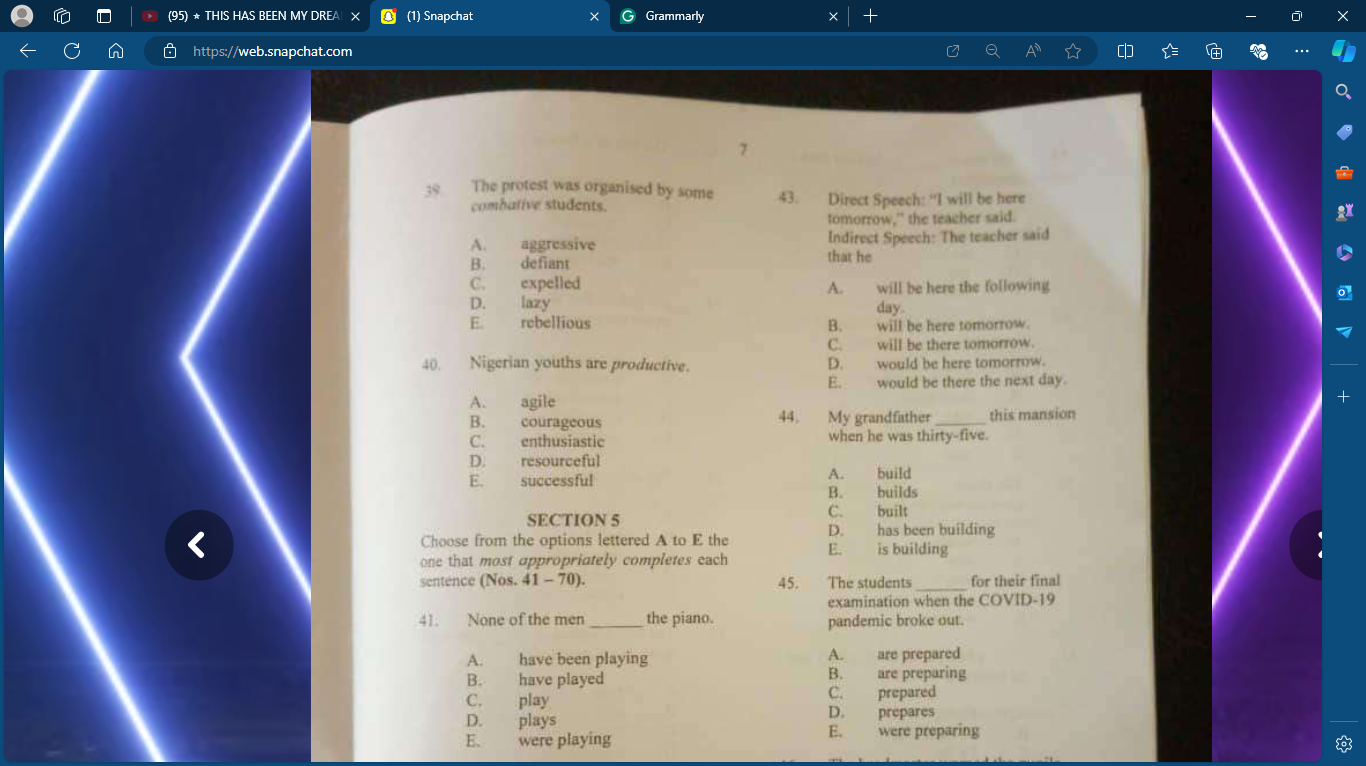 (95) ★ THIS HAS BEEN MY DREA
(1) Snapchat
Grammarly
https://web.snapchat.com
7
39. The protest was organised by some
combative students.
A. aggressive
B. defiant
C. expelled
D. lazy
E. rebellious
40. Nigerian youths are productive.
A. agile
B. courageous
C. enthusiastic
D. resourceful
E. successful
SECTION 5
Choose from the options lettered A to E the
one that most appropriately completes each
sentence (Nos. 41 – 70).
41. None of the men ______ the piano.
A. have been playing
B. have played
C. play
D. plays
E. were playing
43. Direct Speech: “I will be here
tomorrow,” the teacher said.
Indirect Speech: The teacher said
that he
A. will be here the following
day.
B. will be here tomorrow.
C. will be there tomorrow.
D. would be here tomorrow.
E. would be there the next day.
44. My grandfather ______ this mansion
when he was thirty-five.
A. build
B. builds
C. built
D. has been building
E. is building
45. The students ______ for their final
examination when the COVID-19
pandemic broke out.
A. are prepared
B. are preparing
C. prepared
D. prepares
E. were preparing